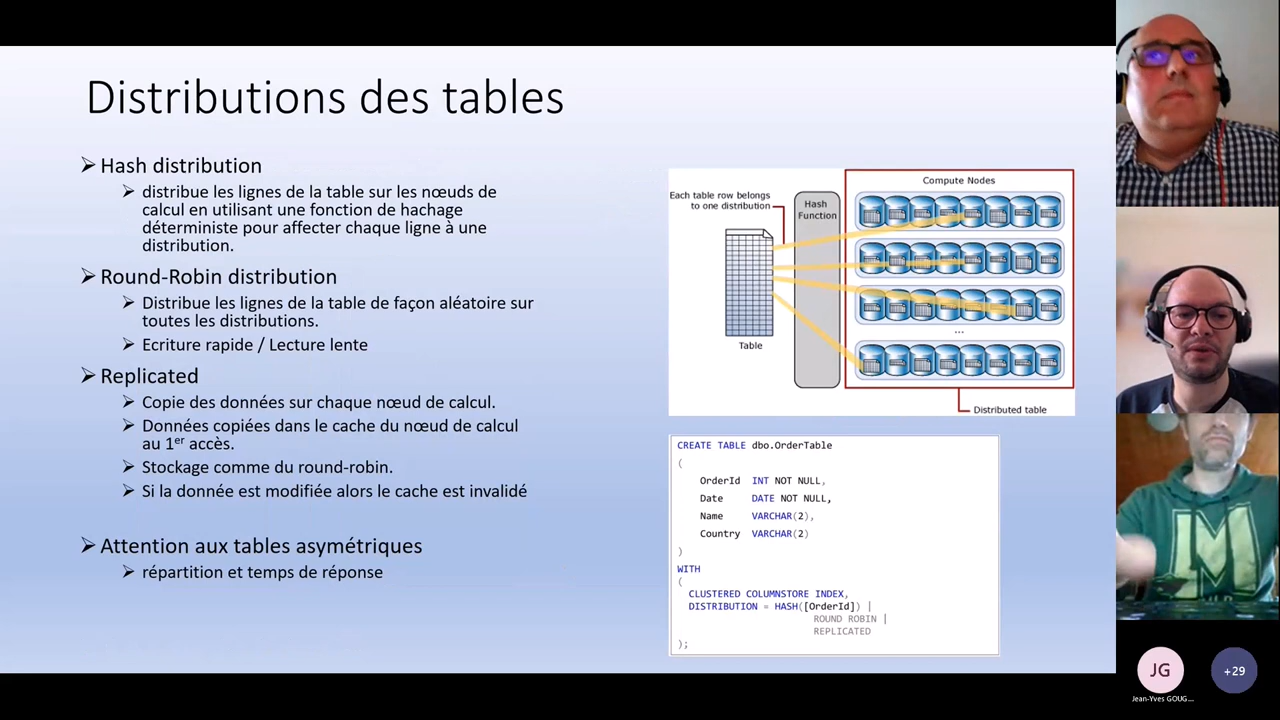 Distributions des tables
➢ Hash distribution
➢ distribue les lignes de la table sur les nœuds de
calcul en utilisant une fonction de hachage
déterministe pour affecter chaque ligne à une
distribution.
➢ Round-Robin distribution
➢ Distribue les lignes de la table de façon aléatoire sur
toutes les distributions.
➢ Ecriture rapide / Lecture lente
➢ Replicated
➢ Copie des données sur chaque nœud de calcul.
➢ Données copiées dans le cache du nœud de calcul
au 1er accès.
➢ Stockage comme du round-robin.
➢ Si la donnée est modifiée alors le cache est invalidé
➢ Attention aux tables asymétriques
➢ répartition et temps de réponse
Each table row belongs
to one distribution
Hash
Function
Compute Nodes
Table
...
Distributed table
CREATE TABLE dbo.OrderTable
(
OrderId INT NOT NULL,
Date DATE NOT NULL,
Name VARCHAR(2),
Country VARCHAR(2)
)
WITH
(
CLUSTERED COLUMNSTORE INDEX,
DISTRIBUTION = HASH([OrderId]) |
ROUND ROBIN |
REPLICATED
);
M
JG
Jean-Yves GOUG...
+29